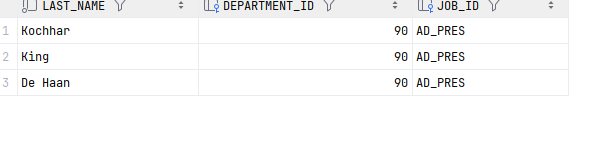 LAST_NAME DEPARTMENT_ID JOB_ID
1 Kochhar 90 AD_PRES
2 King 90 AD_PRES
3 De Haan 90 AD_PRES